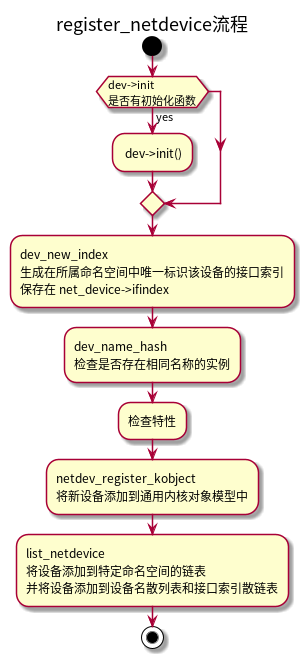 register_netdevice流程
dev->init
是否有初始化函数
yes
dev->init()
dev_new_index
生成在所属命名空间中唯一标识该设备的接口索引
保存在 net_device->ifindex
dev_name_hash
检查是否存在相同名称的实例
检查特性
netdev_register_kobject
将新设备添加到通用内核对象模型中
list_netdevice
将设备添加到特定命名空间的链表
并将设备添加到设备名散列表和接口索引散链表